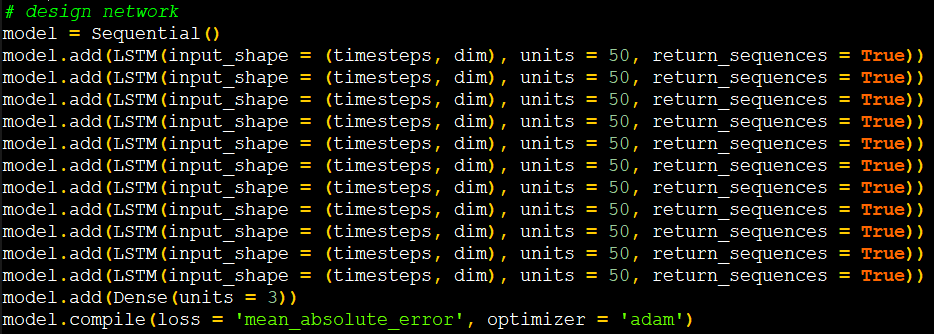 # design network
model = Sequential()
model.add(LSTM(input_shape = (timesteps, dim), units = 50, return_sequences = True))
model.add(LSTM(input_shape = (timesteps, dim), units = 50, return_sequences = True))
model.add(LSTM(input_shape = (timesteps, dim), units = 50, return_sequences = True))
model.add(LSTM(input_shape = (timesteps, dim), units = 50, return_sequences = True))
model.add(LSTM(input_shape = (timesteps, dim), units = 50, return_sequences = True))
model.add(LSTM(input_shape = (timesteps, dim), units = 50, return_sequences = True))
model.add(LSTM(input_shape = (timesteps, dim), units = 50, return_sequences = True))
model.add(LSTM(input_shape = (timesteps, dim), units = 50, return_sequences = True))
model.add(LSTM(input_shape = (timesteps, dim), units = 50, return_sequences = True))
model.add(LSTM(input_shape = (timesteps, dim), units = 50, return_sequences = True))
model.add(LSTM(input_shape = (timesteps, dim), units = 50, return_sequences = True))
model.add(Dense(units = 3))
model.compile(loss = 'mean_absolute_error', optimizer = 'adam')